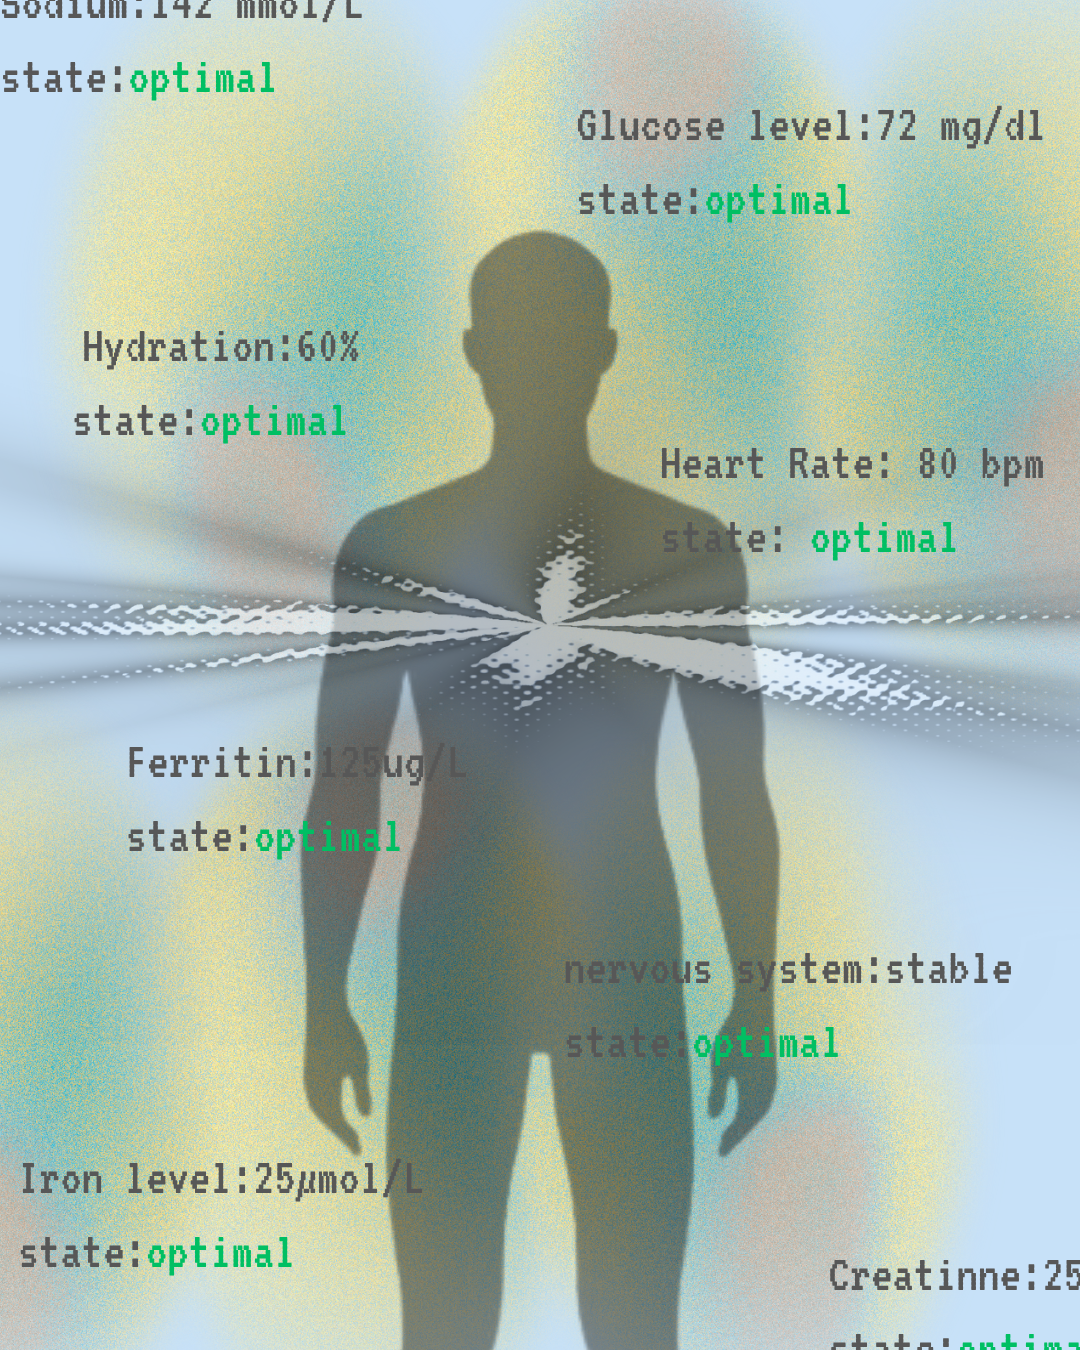 Sodium:142 mmol/L
state:optimal
Glucose level:72 mg/dl
state:optimal
Hydration:60%
state:optimal
Heart Rate: 80 bpm
state: optimal
Ferritin:125ug/L
state:optimal
nervous system:stable
state:optimal
Iron level:25µmol/L
state:optimal
Creatinne:25
state:optima